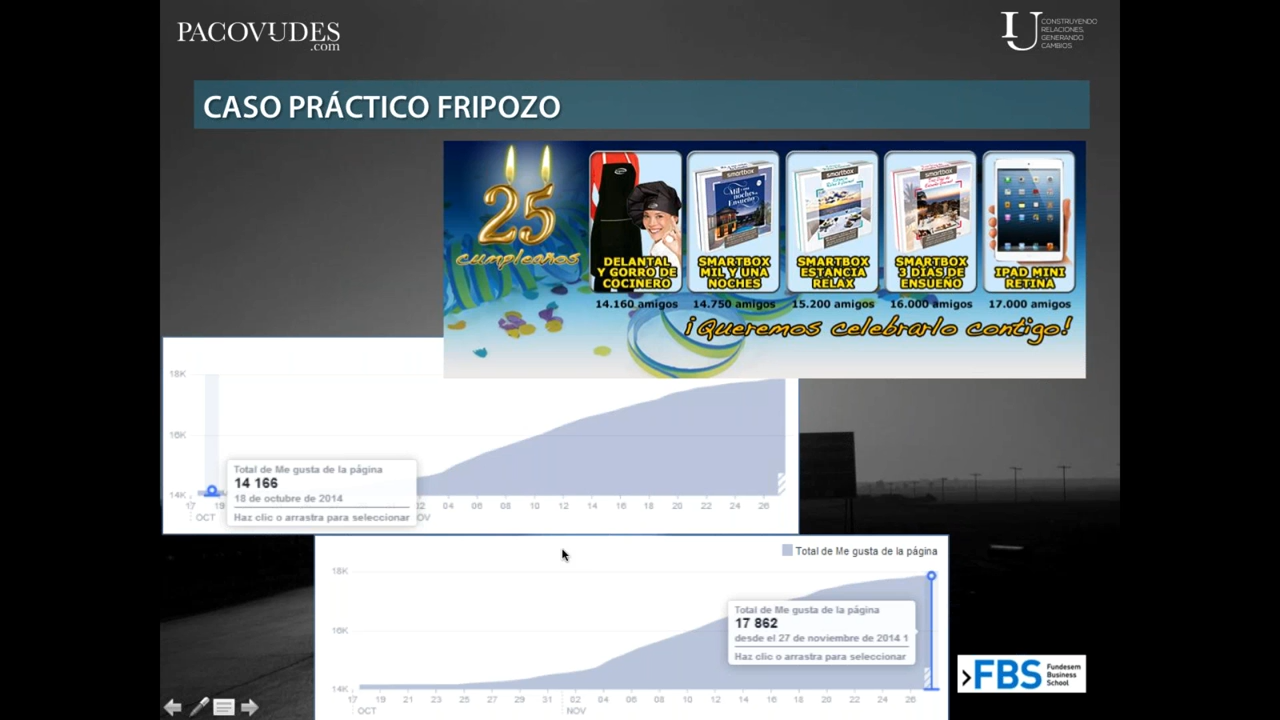 PACOVUDES
.com
U CONSTRUYENDO
RELACIONES,
GENERANDO
CAMBIOS
CASO PRÁCTICO FRIPOZO
25
cumpleaños
DELANTAL
Y GORRO DE
COCINERO
14.160 amigos
smartbox
SMARTBOX
MIL Y UNA
NOCHES
14.750 amigos
smartbox
SMARTBOX
ESTANCIA
RELAX
15.200 amigos
smartbox
SMARTBOX
3 DIAS DE
ENSUEÑO
16.000 amigos
IPAD MINI
RETINA
17.000 amigos
¡Queremos celebrarlo contigo!
18K
16K
14K
Total de Me gusta de la página
14 166
18 de octubre de 2014
Haz clic o arrastra para seleccionar
17 19 02 04 06 08 10 12 14 16 18 20 22 24 26
OCT OV
Total de Me gusta de la página
18K
16K
14K
Total de Me gusta de la página
17 862
desde el 27 de noviembre de 2014 1
Haz clic o arrastra para seleccionar
17 19 21 23 25 27 29 31 02 04 06 08 10 12 14 16 18 20 22 24 26
OCT NOV
FBS Fundesem
Business
School